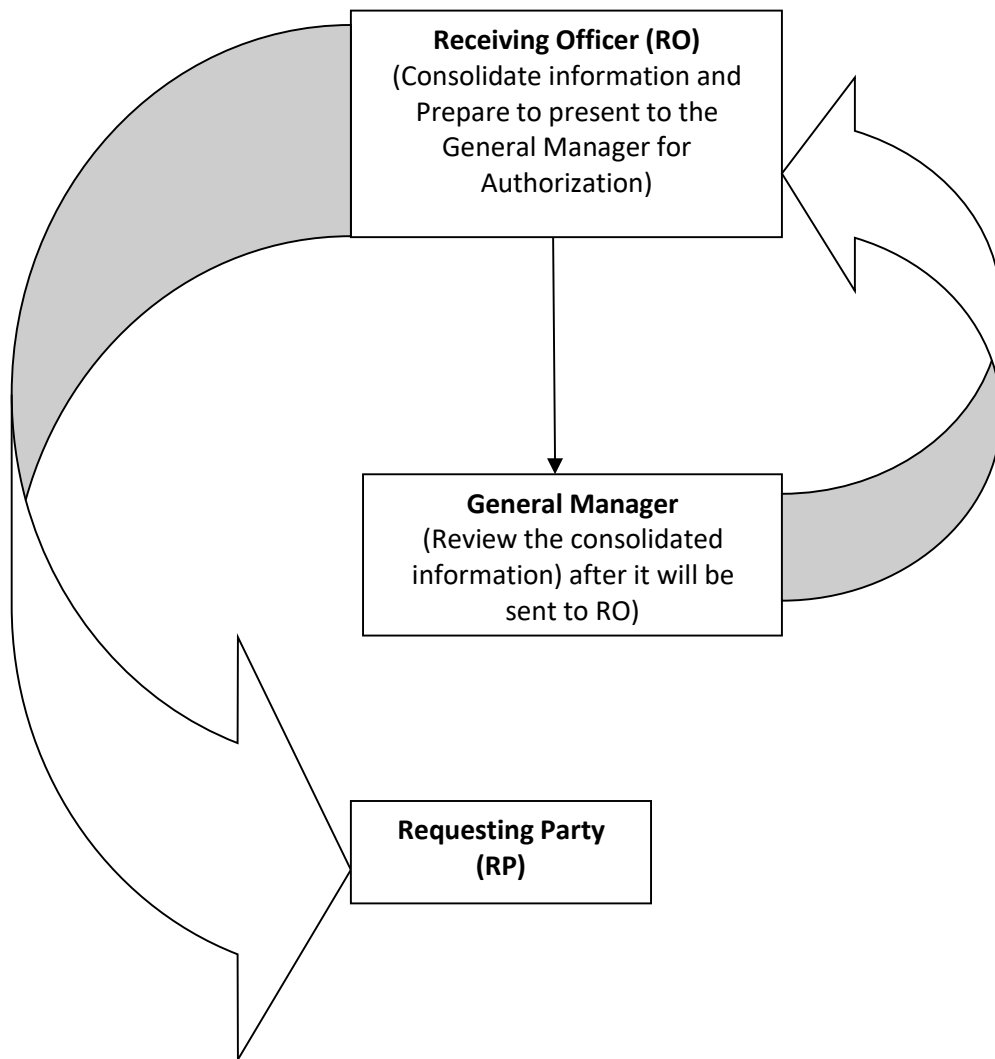 Receiving Officer (RO)
(Consolidate information and
Prepare to present to the
General Manager for
Authorization)
General Manager
(Review the consolidated
information) after it will be
sent to RO)
Requesting Party
(RP)